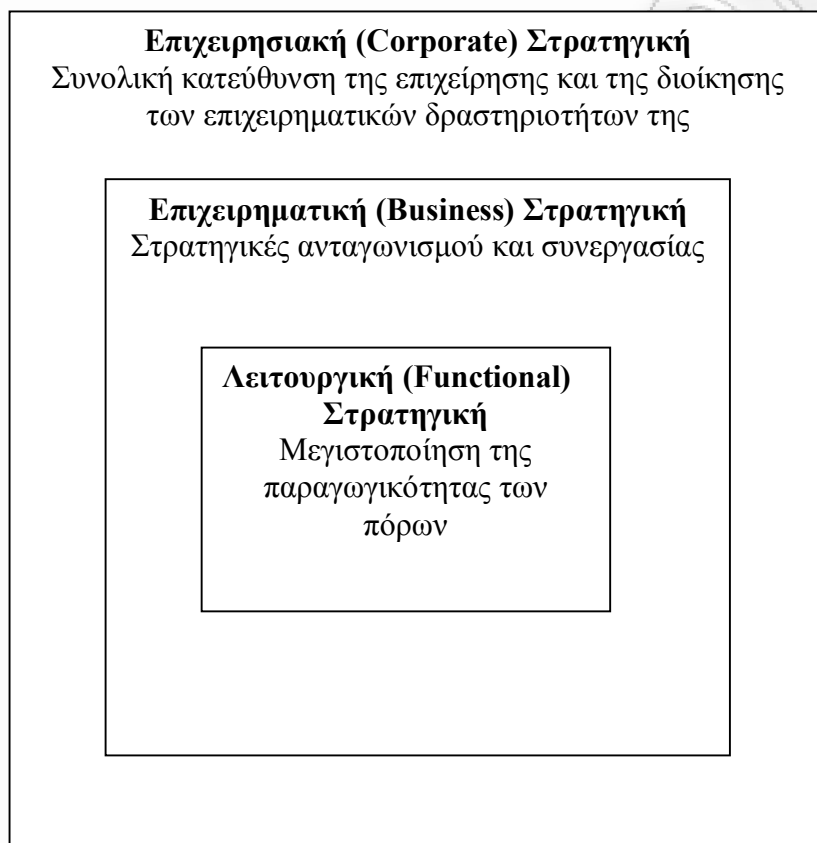 Επιχειρησιακή (Corporate) Στρατηγική
Συνολική κατεύθυνση της επιχείρησης και της διοίκησης
των επιχειρηματικών δραστηριοτήτων της
Επιχειρηματική (Business) Στρατηγική
Στρατηγικές ανταγωνισμού και συνεργασίας
Λειτουργική (Functional)
Στρατηγική
Μεγιστοποίηση της
παραγωγικότητας των
πόρων